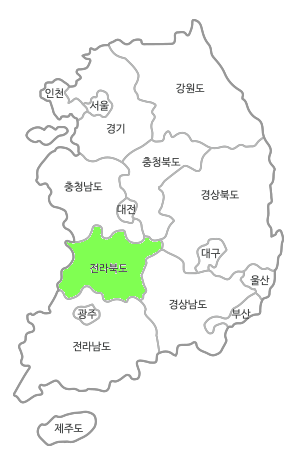 강원도
인천
서울
경기
충청북도
충청남도
경상북도
대전
대구
전라북도
울산
경상남도
부산
광주
전라남도
제주도